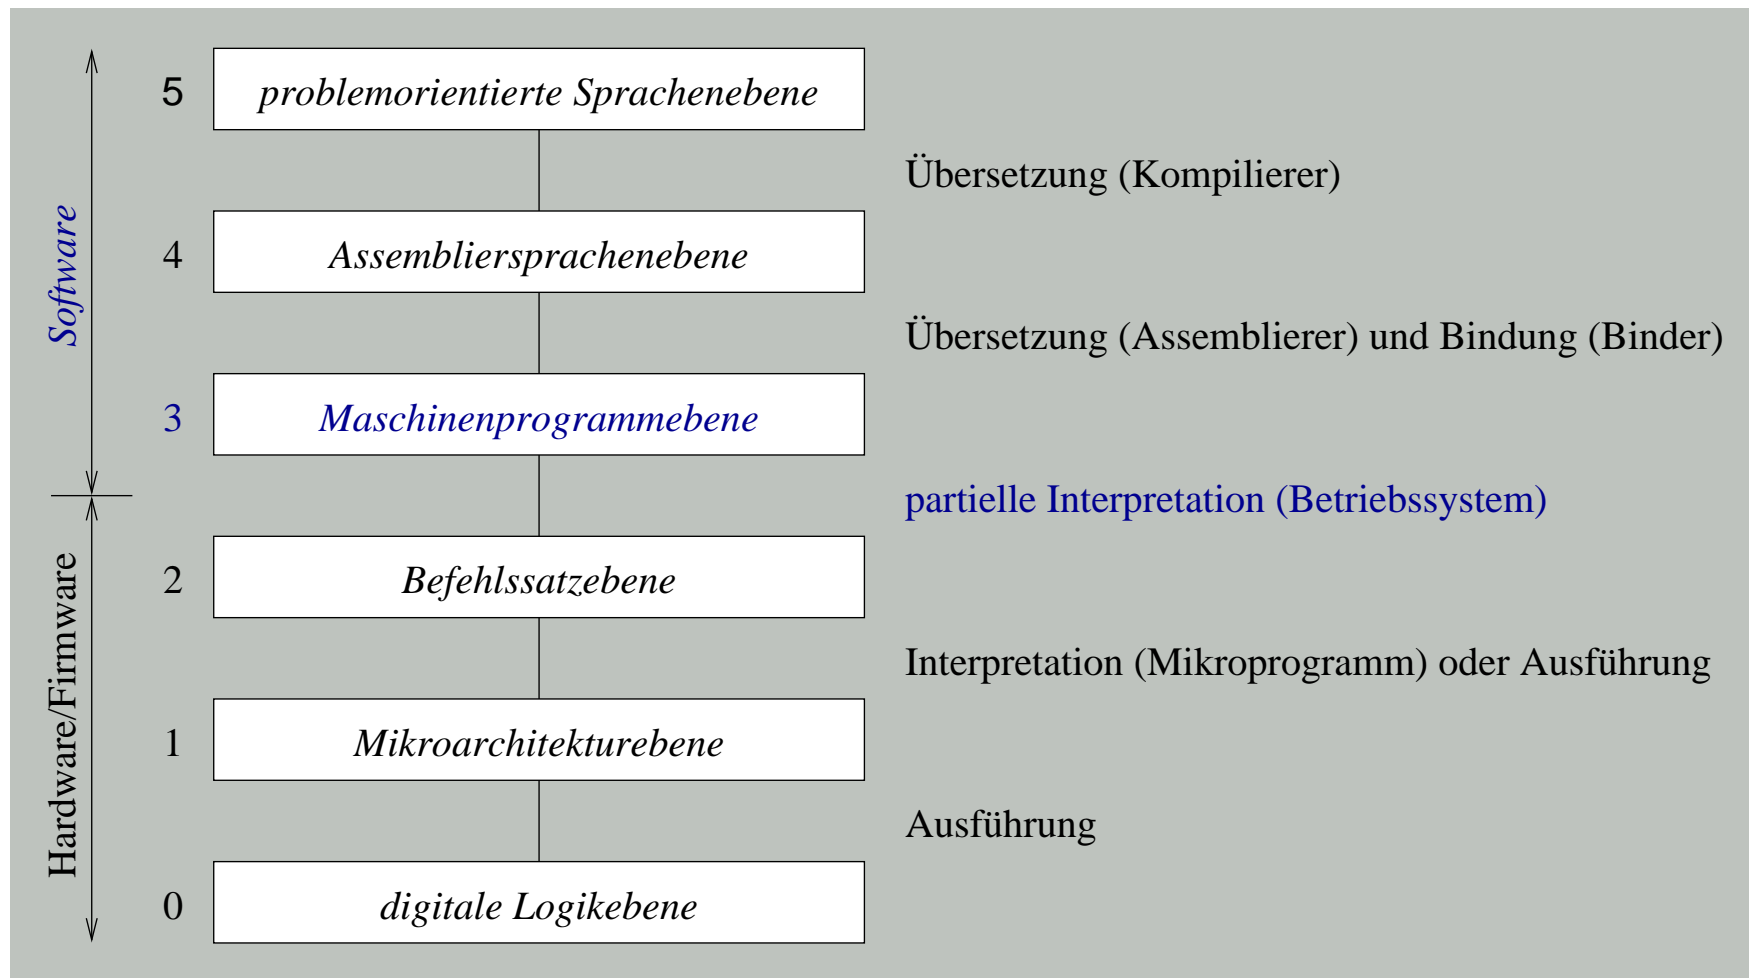 5
problemorientierte Sprachenebene
Übersetzung (Kompilierer)
Software
4
Assembliersprachenebene
Übersetzung (Assemblierer) und Bindung (Binder)
3
Maschinenprogrammebene
partielle Interpretation (Betriebssystem)
2
Befehlssatzebene
Hardware/Firmware
Interpretation (Mikroprogramm) oder Ausführung
1
Mikroarchitekturebene
Ausführung
0
digitale Logikebene